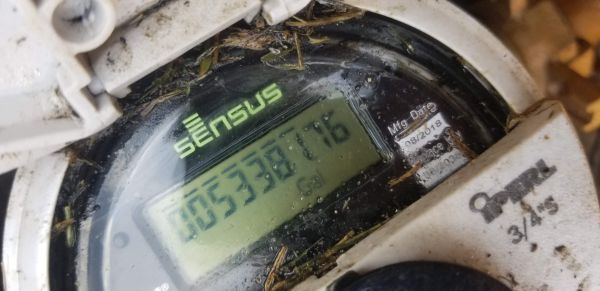 SENSUS
005338776
Gal
Mfg Date
08/2018
iPERL
3/4"S